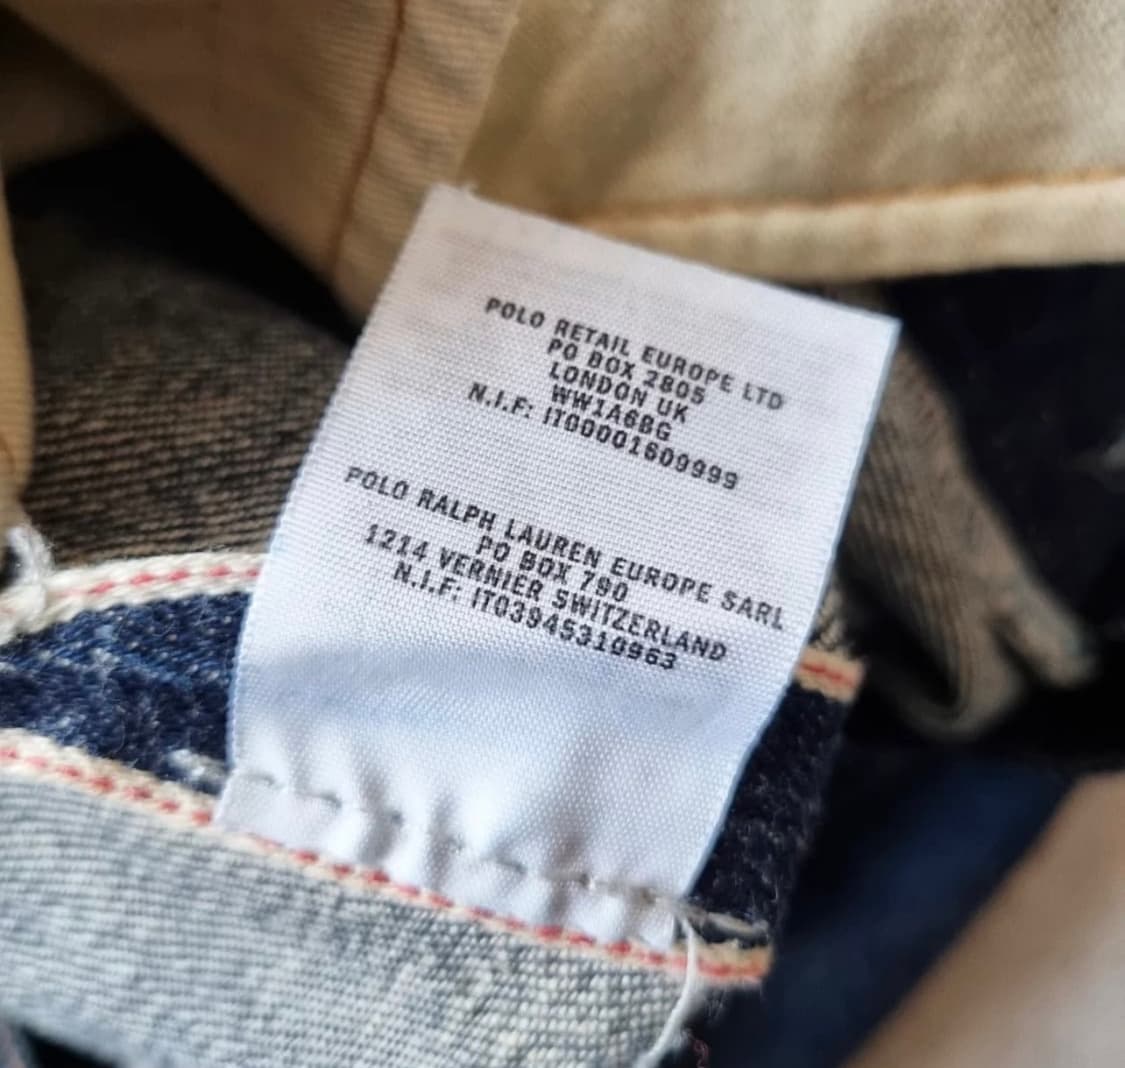 POLO RETAIL EUROPE LTD
PO BOX 2805
LONDON UK
WW1A6BG
N.I.F: IT00001609999
POLO RALPH LAUREN EUROPE SARL
PO BOX 790
1214 VERNIER SWITZERLAND
N.I.F: IT03945310963